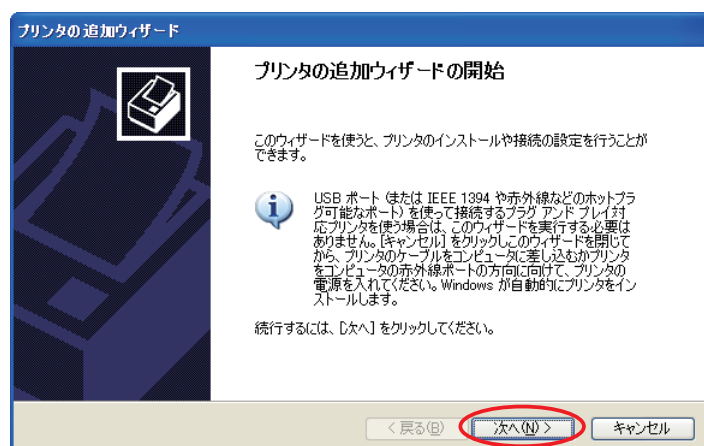 プリンタの追加ウィザード
プリンタの追加ウィザードの開始
このウィザードを使うと、プリンタのインストールや接続の設定を行うことが
できます。
USB ポート (または IEEE 1394 や赤外線などのホットプラ
グ可能なポート) を使って接続するプラグ アンド プレイ対
応プリンタを使う場合は、このウィザードを実行する必要は
ありません。[キャンセル] をクリックしこのウィザードを閉じて
から、プリンタのケーブルをコンピュータに差し込むかプリンタ
をコンピュータの赤外線ポートの方向に向けて、プリンタの
電源を入れてください。Windows が自動的にプリンタをイン
ストールします。
続行するには、[次へ] をクリックしてください。
< 戻る(B)
次へ(N) >
キャンセル